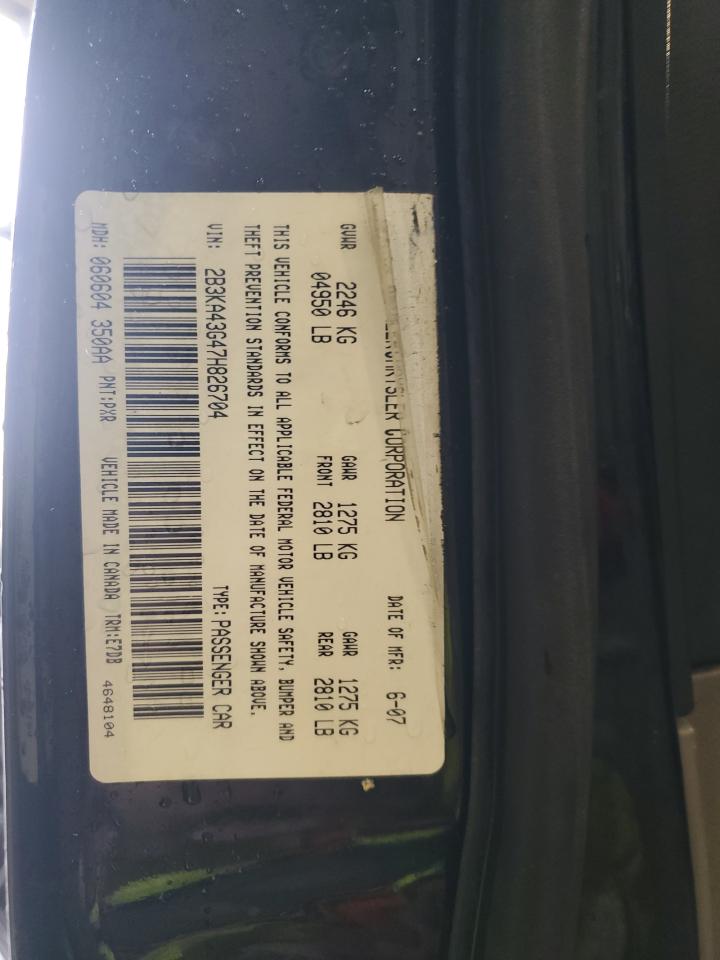 CORPORATION DATE OF MFR: 6-07
GVWR 2246 KG GAWR 1275 KG GAWR 1275 KG
04950 LB FRONT 2810 LB REAR 2810 LB
THIS VEHICLE CONFORMS TO ALL APPLICABLE FEDERAL MOTOR VEHICLE SAFETY, BUMPER AND
THEFT PREVENTION STANDARDS IN EFFECT ON THE DATE OF MANUFACTURE SHOWN ABOVE.
VIN: 2B3KA43G47H826704 TYPE: PASSENGER CAR
MDH: 060604 350AA PNT:PXR VEHICLE MADE IN CANADA TRM:E7DB 4648104